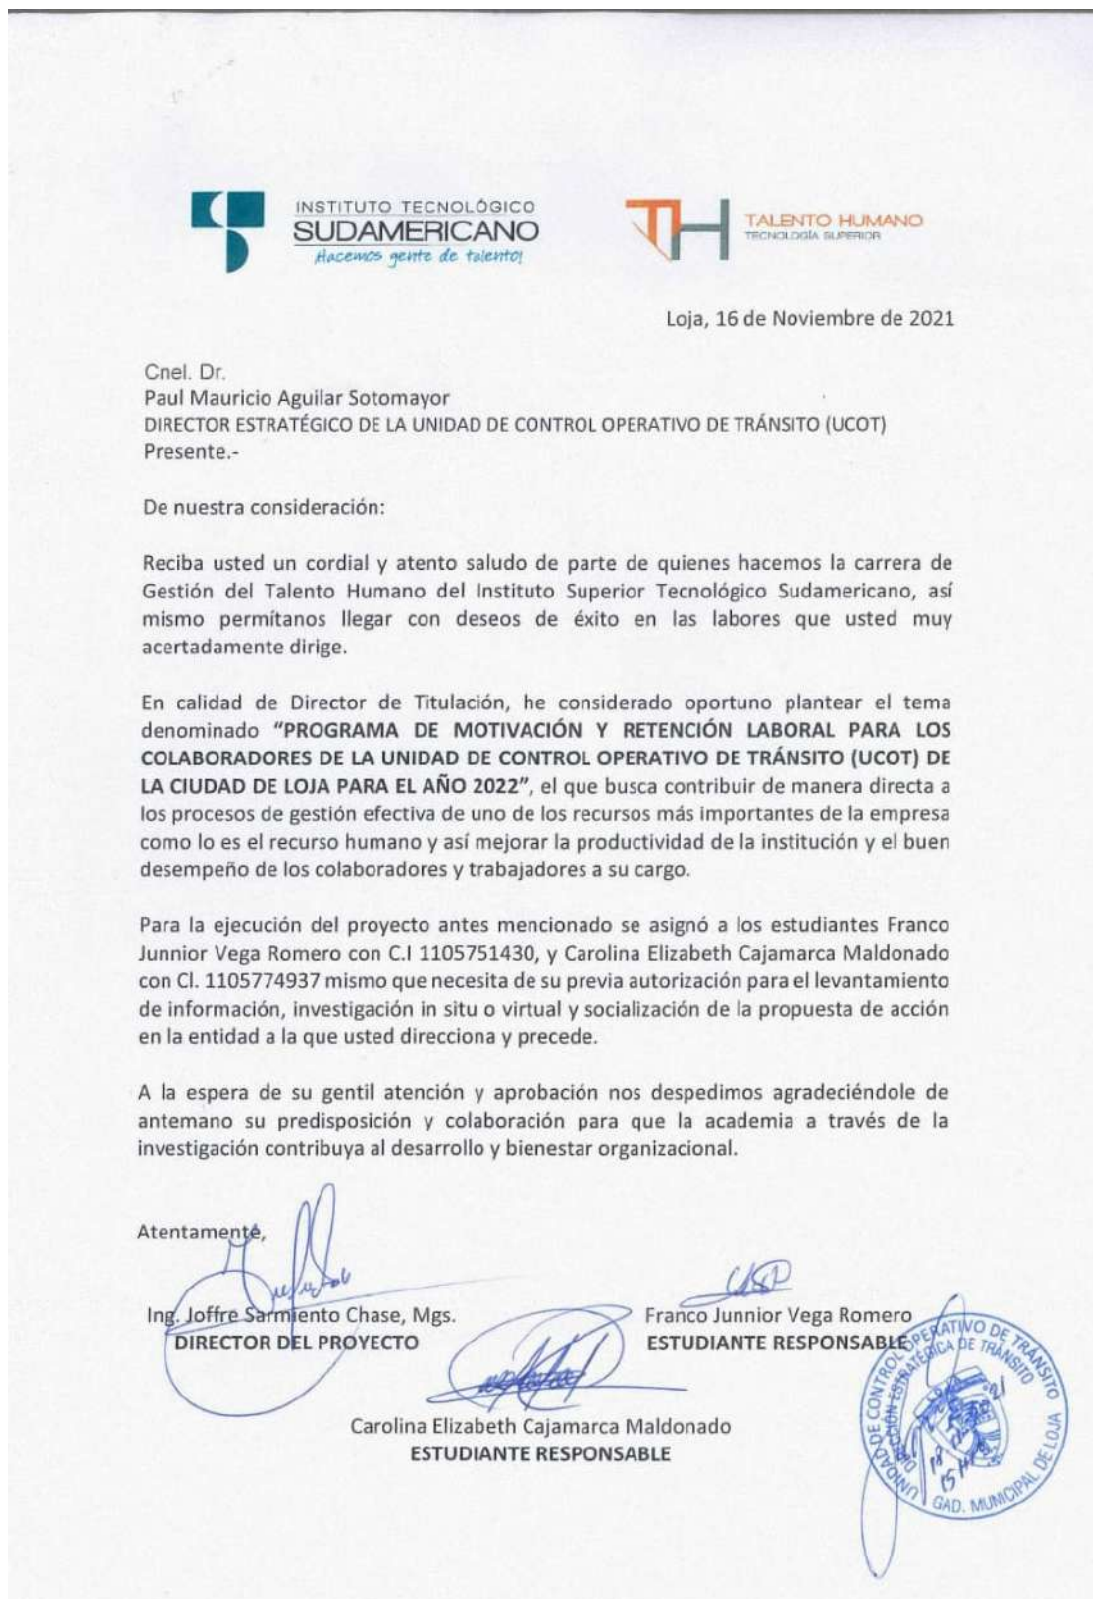 INSTITUTO TECNOLÓGICO
SUDAMERICANO
Hacemos gente de talento!
TALENTO HUMANO
TECNOLOGÍA SUPERIOR
Loja, 16 de Noviembre de 2021
Cnel. Dr.
Paul Mauricio Aguilar Sotomayor
DIRECTOR ESTRATÉGICO DE LA UNIDAD DE CONTROL OPERATIVO DE TRÁNSITO (UCOT)
Presente.-
De nuestra consideración:
Reciba usted un cordial y atento saludo de parte de quienes hacemos la carrera de
Gestión del Talento Humano del Instituto Superior Tecnológico Sudamericano, así
mismo permítanos llegar con deseos de éxito en las labores que usted muy
acertadamente dirige.
En calidad de Director de Titulación, he considerado oportuno plantear el tema
denominado “PROGRAMA DE MOTIVACIÓN Y RETENCIÓN LABORAL PARA LOS
COLABORADORES DE LA UNIDAD DE CONTROL OPERATIVO DE TRÁNSITO (UCOT) DE
LA CIUDAD DE LOJA PARA EL AÑO 2022”, el que busca contribuir de manera directa a
los procesos de gestión efectiva de uno de los recursos más importantes de la empresa
como lo es el recurso humano y así mejorar la productividad de la institución y el buen
desempeño de los colaboradores y trabajadores a su cargo.
Para la ejecución del proyecto antes mencionado se asignó a los estudiantes Franco
Junnior Vega Romero con C.I 1105751430, y Carolina Elizabeth Cajamarca Maldonado
con CI. 1105774937 mismo que necesita de su previa autorización para el levantamiento
de información, investigación in situ o virtual y socialización de la propuesta de acción
en la entidad a la que usted direcciona y precede.
A la espera de su gentil atención y aprobación nos despedimos agradeciéndole de
antemano su predisposición y colaboración para que la academia a través de la
investigación contribuya al desarrollo y bienestar organizacional.
Atentamente,
Ing. Joffre Sarmiento Chase, Mgs.
DIRECTOR DEL PROYECTO
Franco Junnior Vega Romero
ESTUDIANTE RESPONSABLE
Carolina Elizabeth Cajamarca Maldonado
ESTUDIANTE RESPONSABLE
UNIDAD DE CONTROL OPERATIVO DE TRÁNSITO
DIRECCIÓN ESTRATÉGICA DE TRÁNSITO
GAD. MUNICIPAL DE LOJA